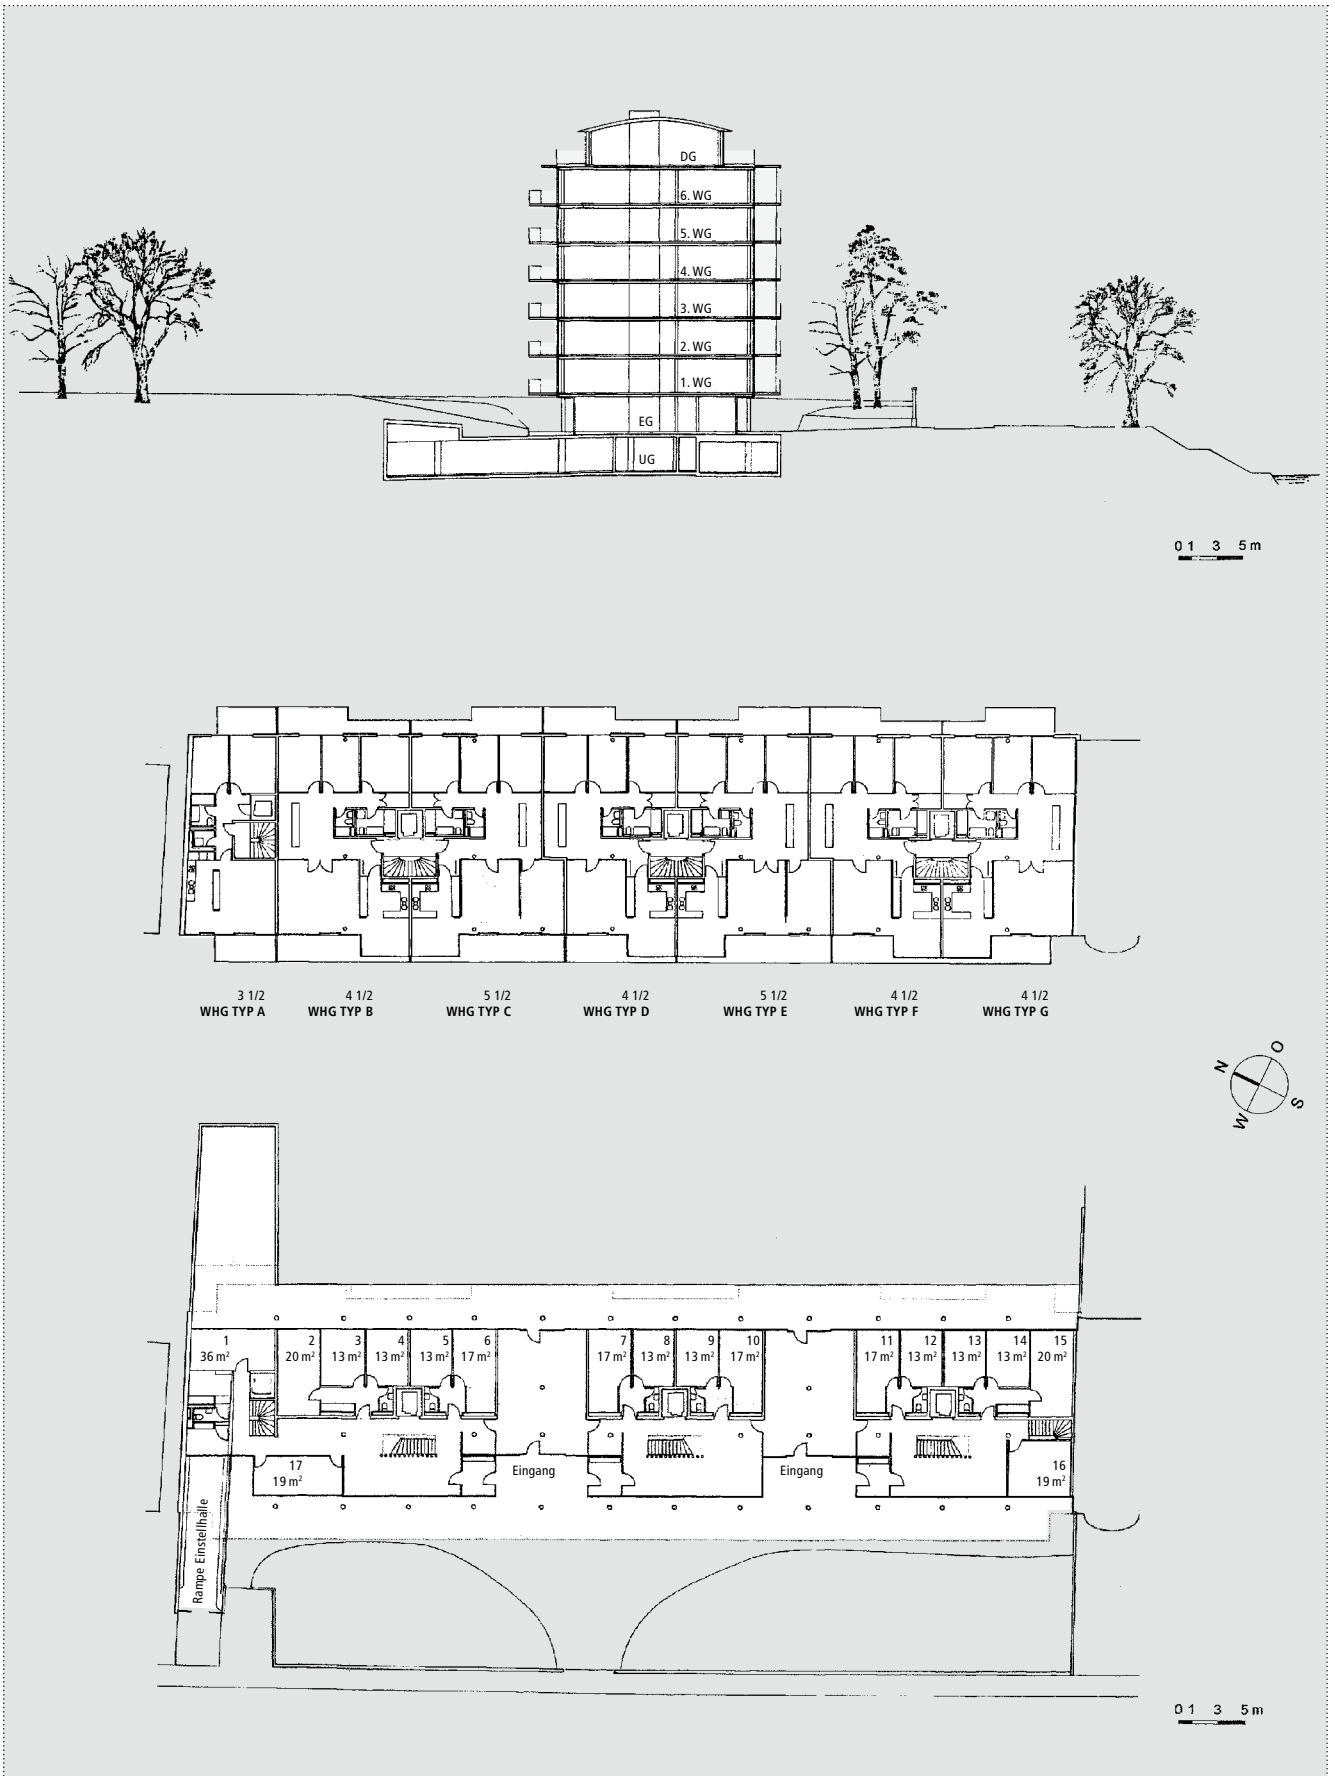 DG
6. WG
5. WG
4. WG
3. WG
2. WG
1. WG
EG
UG
0 1 3 5 m
3 1/2 4 1/2 5 1/2 4 1/2 5 1/2 4 1/2 4 1/2
WHG TYP A WHG TYP B WHG TYP C WHG TYP D WHG TYP E WHG TYP F WHG TYP G
N O
W S
1 2 3 4 5 6 7 8 9 10 11 12 13 14 15
36 m² 20 m² 13 m² 13 m² 13 m² 17 m² 17 m² 13 m² 13 m² 17 m² 17 m² 13 m² 13 m² 13 m² 20 m²
17 Eingang Eingang 16
19 m² 19 m²
Rampe Einstellhalle
0 1 3 5 m